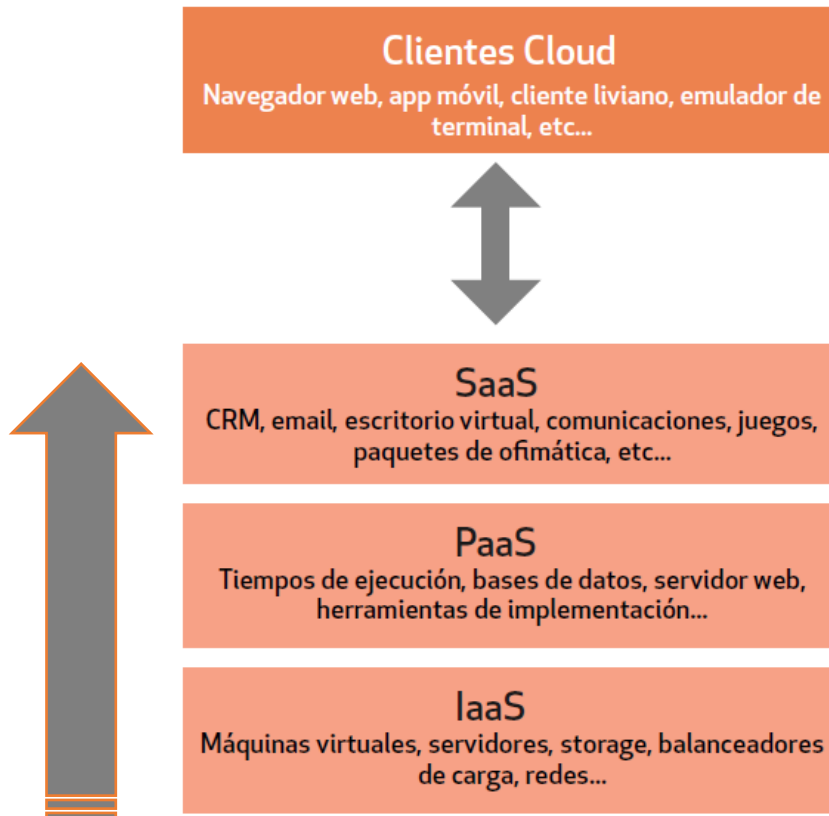 Clientes Cloud
Navegador web, app móvil, cliente liviano, emulador de
terminal, etc...
SaaS
CRM, email, escritorio virtual, comunicaciones, juegos,
paquetes de ofimática, etc...
PaaS
Tiempos de ejecución, bases de datos, servidor web,
herramientas de implementación...
IaaS
Máquinas virtuales, servidores, storage, balanceadores
de carga, redes...